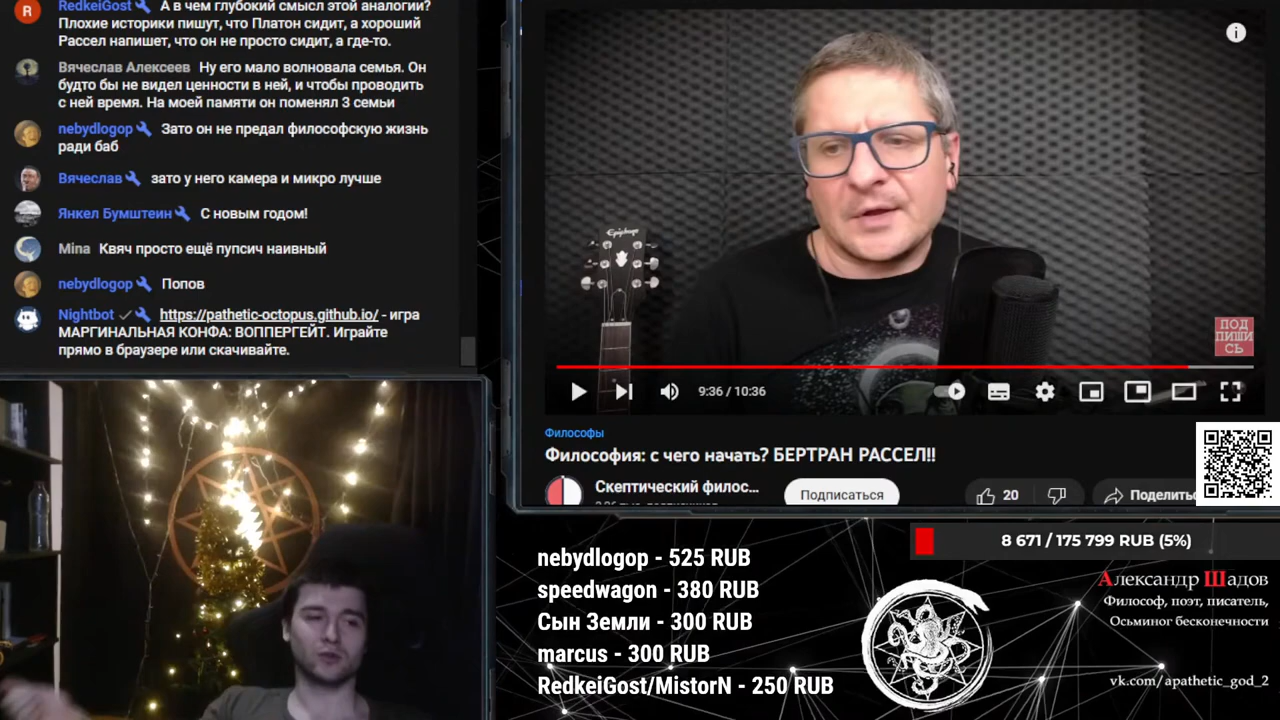 RedkeiGost А в чем глубокий смысл этой аналогии?
Плохие историки пишут, что Платон сидит, а хороший
Рассел напишет, что он не просто сидит, а где-то.
Вячеслав Алексеев Ну его мало волновала семья. Он
будто бы не видел ценности в ней, и чтобы проводить
с ней время. На моей памяти он поменял 3 семьи
nebydlogop Зато он не предал философскую жизнь
ради баб
Вячеслав зато у него камера и микро лучше
Янкел Бумштеин С новым годом!
Mina Квяч просто ещё пупсич наивный
nebydlogop Попов
Nightbot https://pathetic-octopus.github.io/ - игра
МАРГИНАЛЬНАЯ КОНФА: ВОППЕРГЕЙТ. Играйте
прямо в браузере или скачивайте.
R
Epiphone
ПОД
ПИШИ
СЬ
9:36 / 10:36
Философы
Философия: с чего начать? БЕРТРАН РАССЕЛ!!
Скептический филос...
Подписаться
20
Поделить
nebydlogop - 525 RUB
speedwagon - 380 RUB
Сын Земли - 300 RUB
marcus - 300 RUB
RedkeiGost/MistorN - 250 RUB
8 671 / 175 799 RUB (5%)
Александр Шадов
Философ, поэт, писатель,
Осьминог бесконечности
vk.com/apathetic_god_2